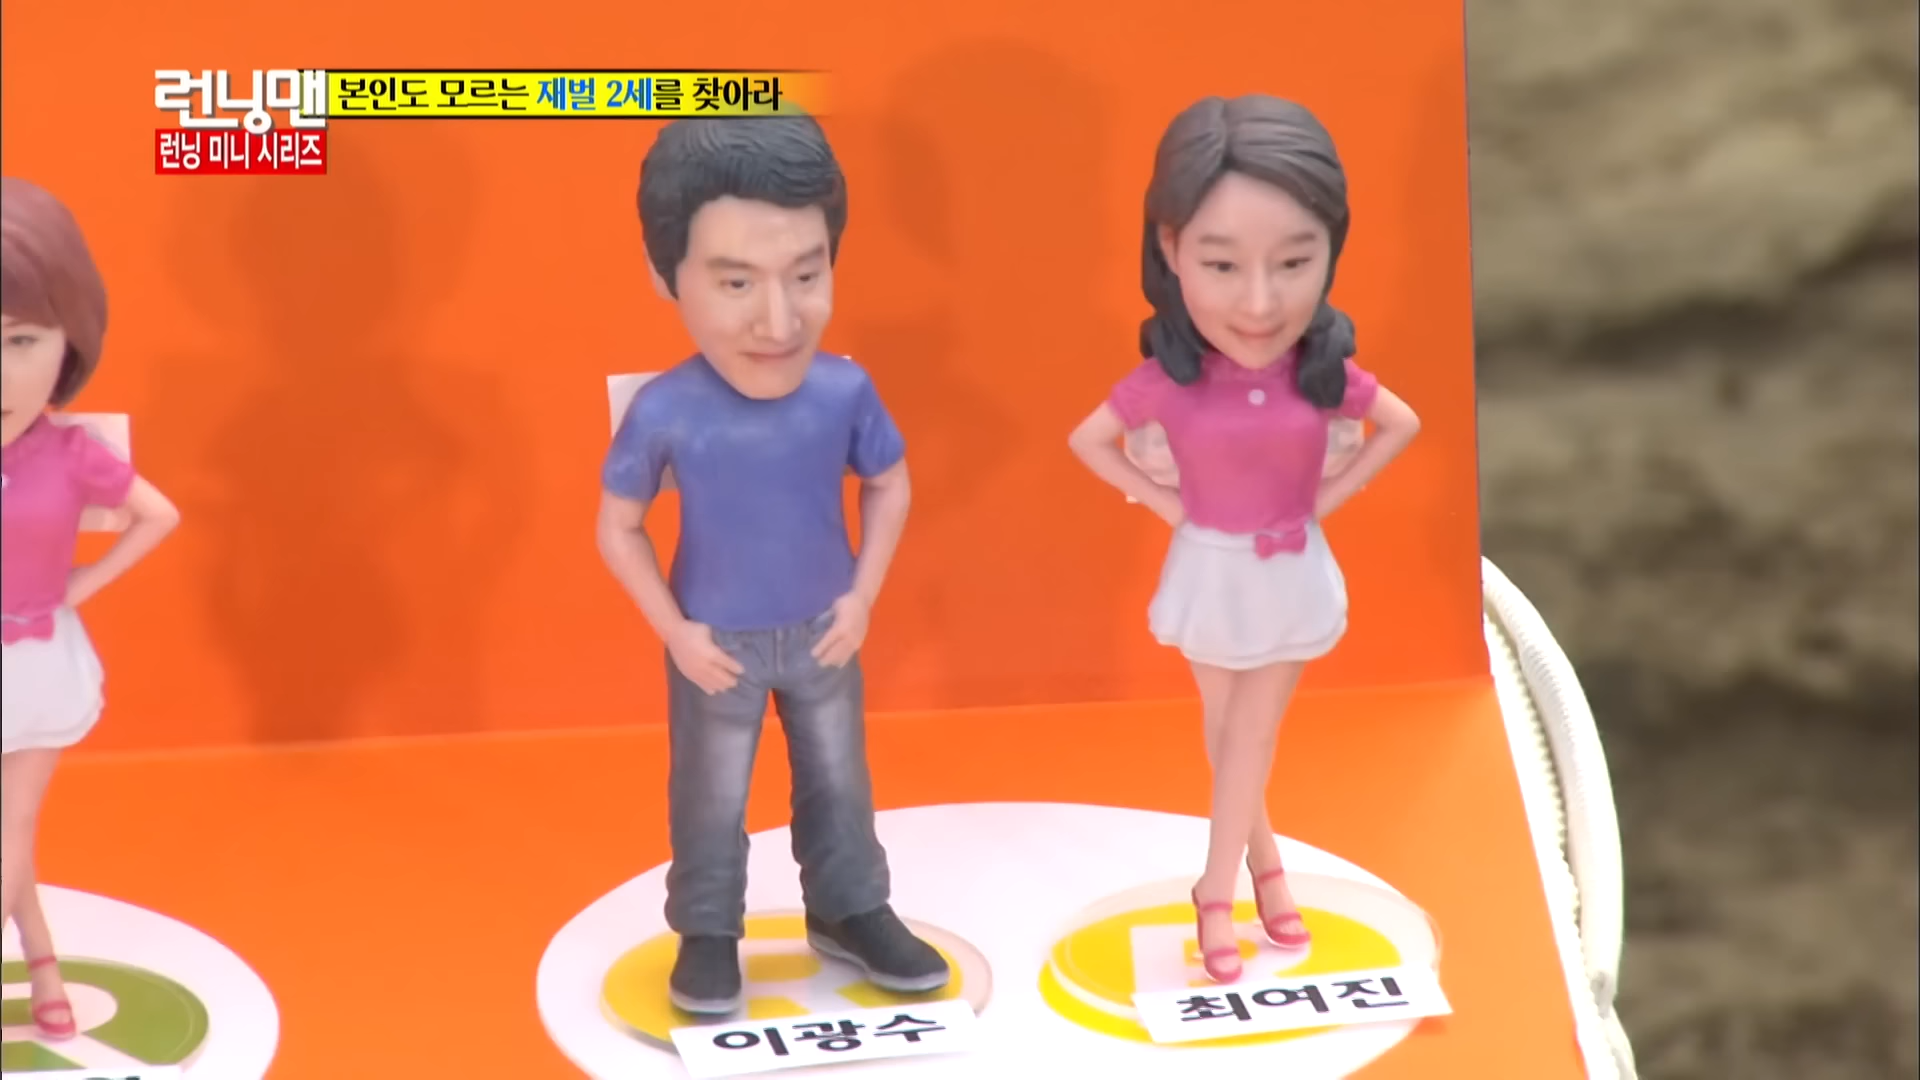 런닝맨 본인도 모르는 재벌 2세를 찾아라
런닝 미니 시리즈
이광수
최여진